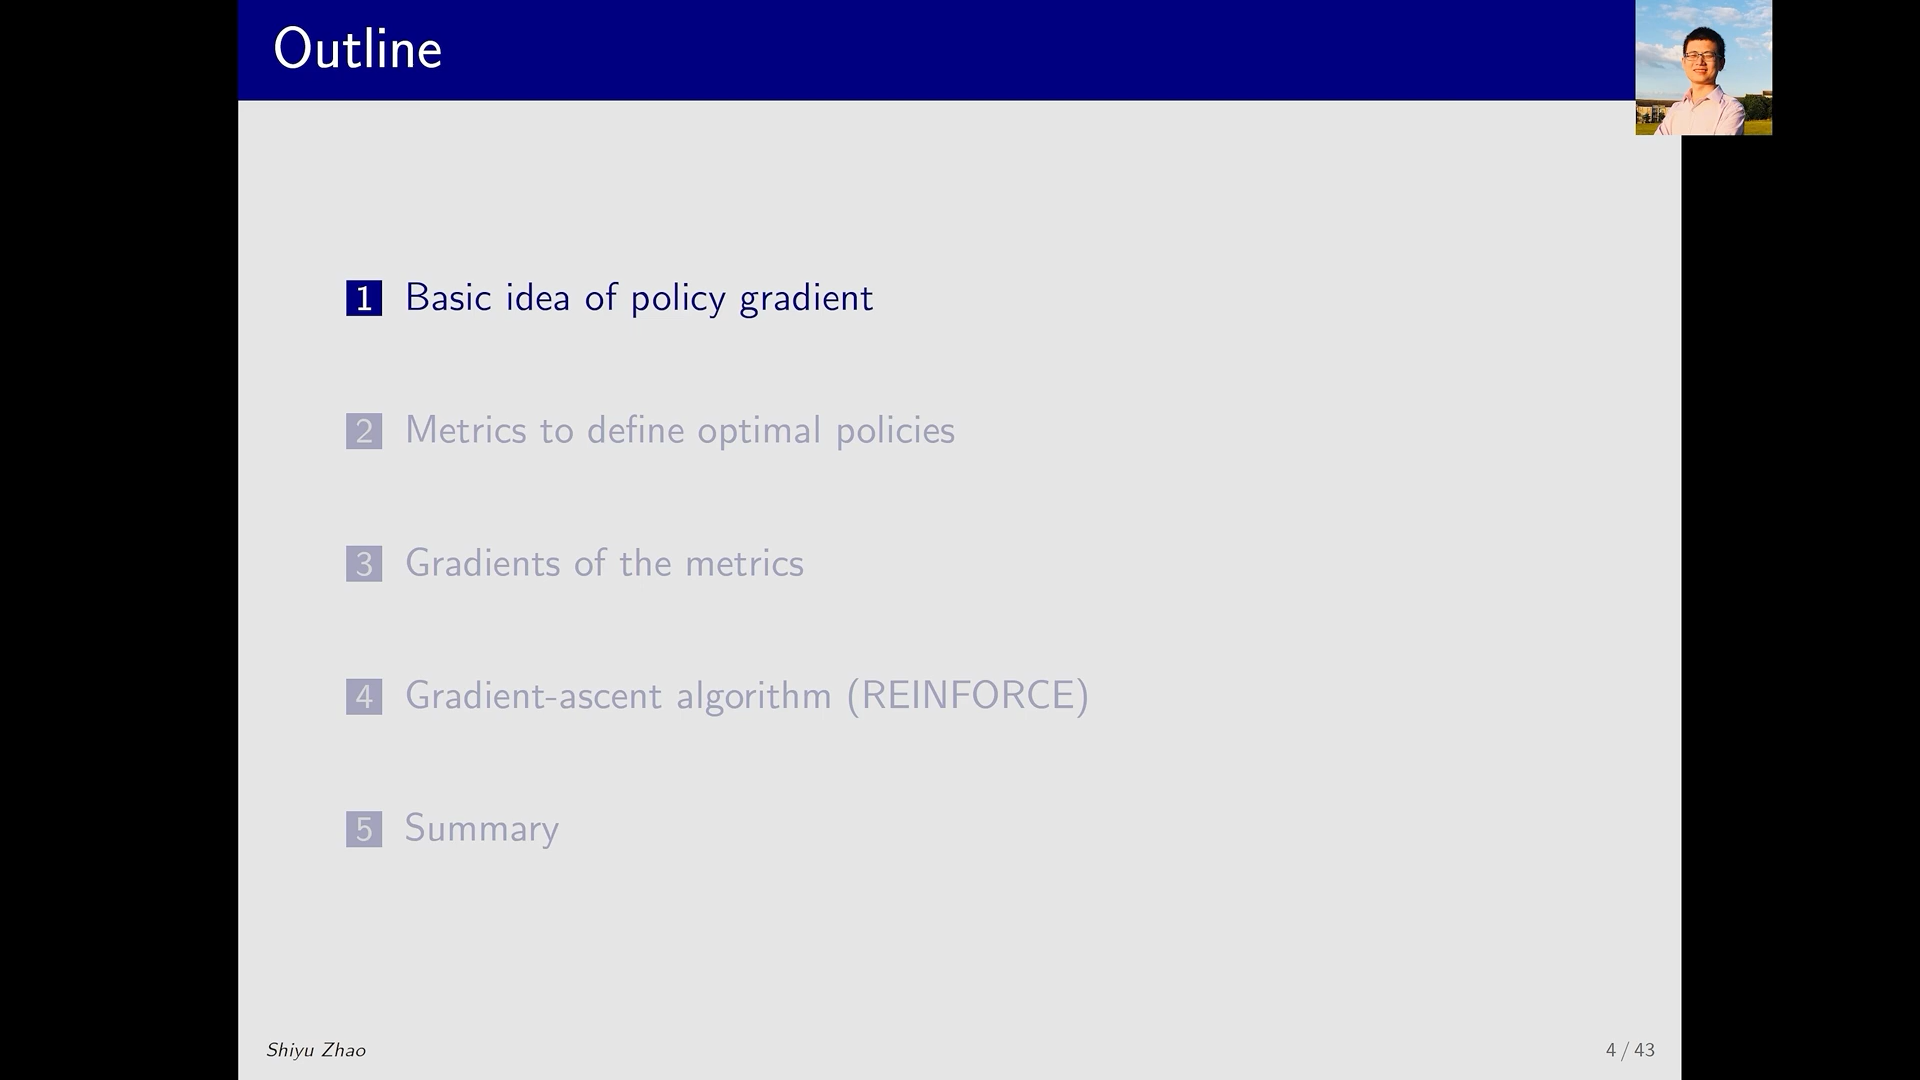 Outline
1 Basic idea of policy gradient
2 Metrics to define optimal policies
3 Gradients of the metrics
4 Gradient-ascent algorithm (REINFORCE)
5 Summary
Shiyu Zhao
4 / 43